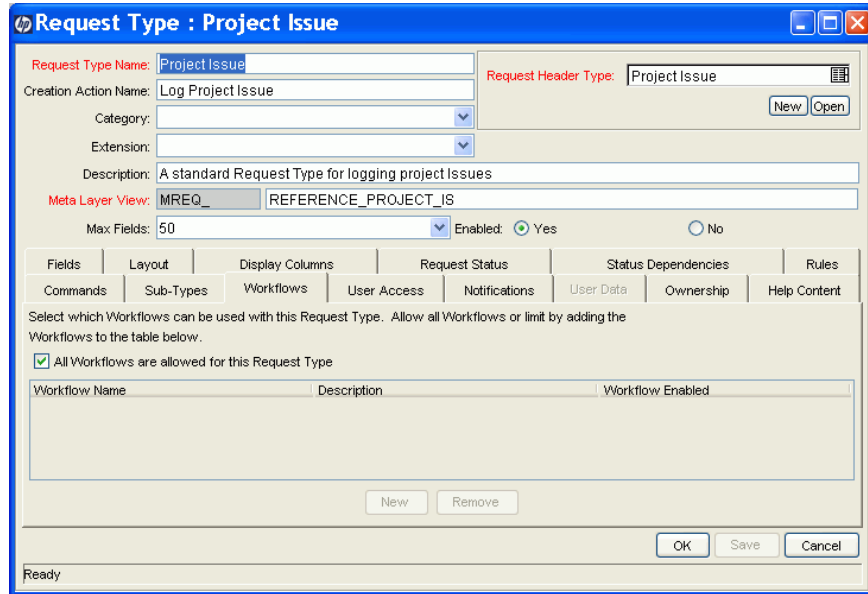 hp Request Type : Project Issue
Request Type Name: Project Issue
Request Header Type: Project Issue
Creation Action Name: Log Project Issue
New Open
Category:
Extension:
Description: A standard Request Type for logging project Issues
Meta Layer View: MREQ_ REFERENCE_PROJECT_IS
Max Fields: 50 Enabled: Yes No
Fields Layout Display Columns Request Status Status Dependencies Rules
Commands Sub-Types Workflows User Access Notifications User Data Ownership Help Content
Select which Workflows can be used with this Request Type. Allow all Workflows or limit by adding the
Workflows to the table below.
All Workflows are allowed for this Request Type
Workflow Name Description Workflow Enabled
New Remove
OK Save Cancel
Ready